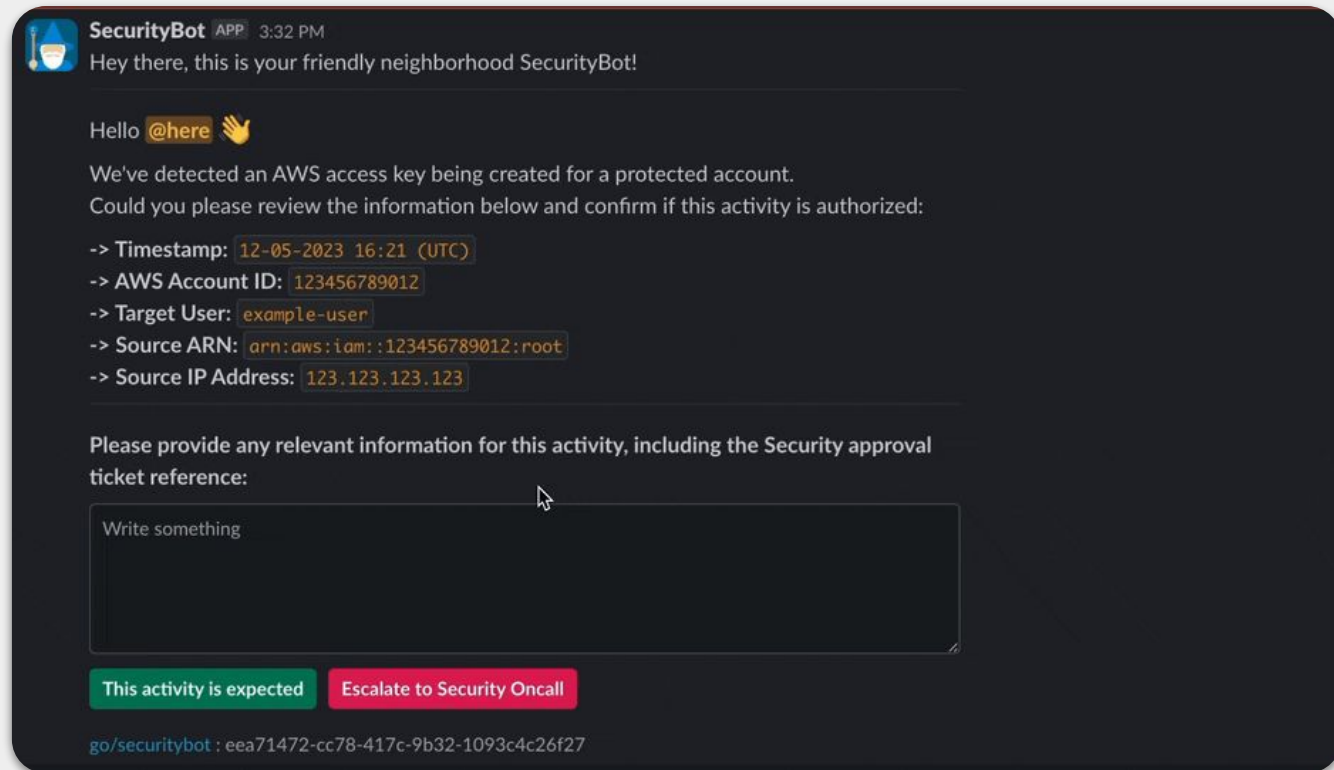 SecurityBot APP 3:32 PM
Hey there, this is your friendly neighborhood SecurityBot!
Hello @here 👋
We've detected an AWS access key being created for a protected account.
Could you please review the information below and confirm if this activity is authorized:
-> Timestamp: 12-05-2023 16:21 (UTC)
-> AWS Account ID: 123456789012
-> Target User: example-user
-> Source ARN: arn:aws:iam::123456789012:root
-> Source IP Address: 123.123.123.123
Please provide any relevant information for this activity, including the Security approval
ticket reference:
Write something
This activity is expected Escalate to Security Oncall
go/securitybot : eea71472-cc78-417c-9b32-1093c4c26f27